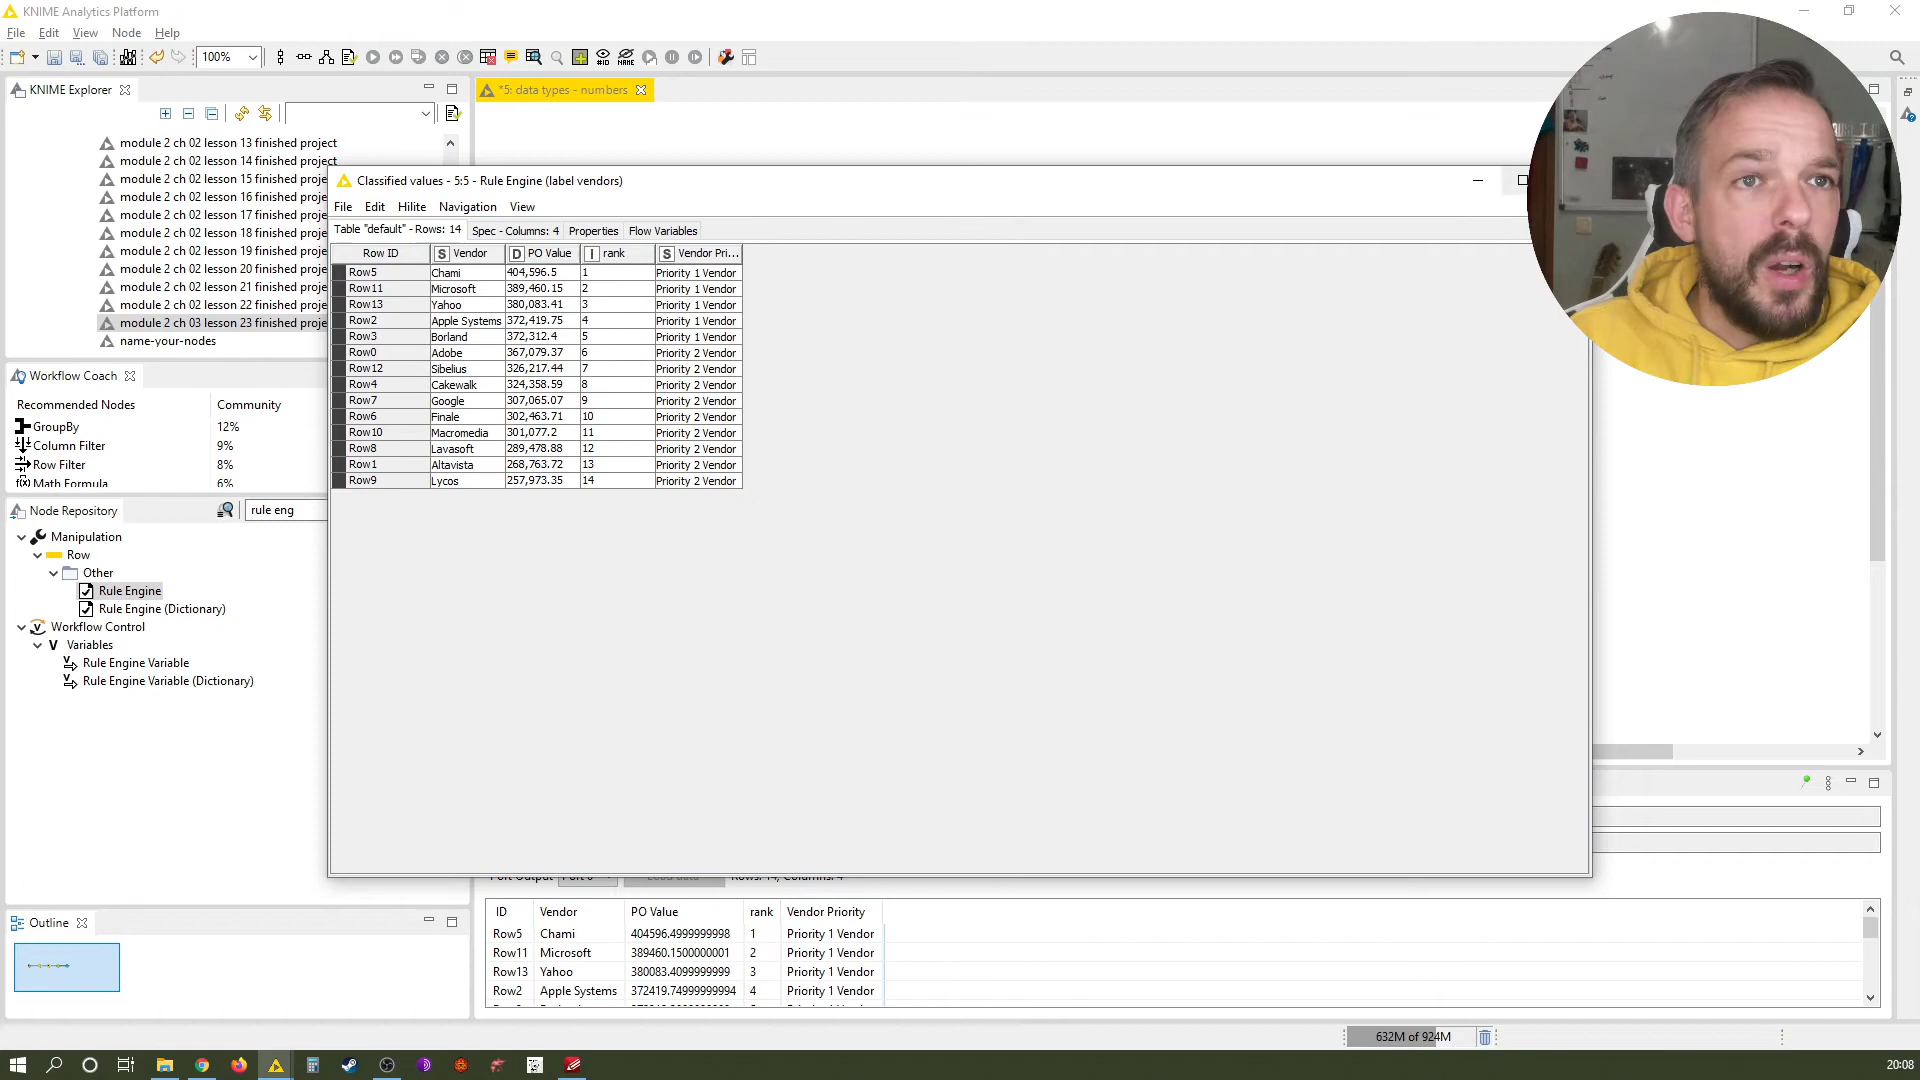 KNIME Analytics Platform
File Edit View Node Help
100%
KNIME Explorer
*5: data types - numbers
module 2 ch 02 lesson 13 finished project
module 2 ch 02 lesson 14 finished project
module 2 ch 02 lesson 15 finished proje
module 2 ch 02 lesson 16 finished proje
module 2 ch 02 lesson 17 finished proje
module 2 ch 02 lesson 18 finished proje
module 2 ch 02 lesson 19 finished proje
module 2 ch 02 lesson 20 finished proje
module 2 ch 02 lesson 21 finished proje
module 2 ch 02 lesson 22 finished proje
module 2 ch 03 lesson 23 finished proje
name-your-nodes
Workflow Coach
Recommended Nodes Community
GroupBy 12%
Column Filter 9%
Row Filter 8%
Math Formula 6%
Node Repository
rule eng
Manipulation
Row
Other
Rule Engine
Rule Engine (Dictionary)
Workflow Control
V Variables
Rule Engine Variable
Rule Engine Variable (Dictionary)
Outline
Classified values - 5:5 - Rule Engine (label vendors)
File Edit Hilite Navigation View
Table "default" - Rows: 14 Spec - Columns: 4 Properties Flow Variables
Row ID S Vendor D PO Value I rank S Vendor Pri...
Row5 Chami 404,596.5 1 Priority 1 Vendor
Row11 Microsoft 389,460.15 2 Priority 1 Vendor
Row13 Yahoo 380,083.41 3 Priority 1 Vendor
Row2 Apple Systems 372,419.75 4 Priority 1 Vendor
Row3 Borland 372,312.4 5 Priority 1 Vendor
Row0 Adobe 367,079.37 6 Priority 2 Vendor
Row12 Sibelius 326,217.44 7 Priority 2 Vendor
Row4 Cakewalk 324,358.59 8 Priority 2 Vendor
Row7 Google 307,065.07 9 Priority 2 Vendor
Row6 Finale 302,463.71 10 Priority 2 Vendor
Row10 Macromedia 301,077.2 11 Priority 2 Vendor
Row8 Lavasoft 289,478.88 12 Priority 2 Vendor
Row1 Altavista 268,763.72 13 Priority 2 Vendor
Row9 Lycos 257,973.35 14 Priority 2 Vendor
ID Vendor PO Value rank Vendor Priority
Row5 Chami 404596.4999999998 1 Priority 1 Vendor
Row11 Microsoft 389460.1500000001 2 Priority 1 Vendor
Row13 Yahoo 380083.4099999999 3 Priority 1 Vendor
Row2 Apple Systems 372419.74999999994 4 Priority 1 Vendor
632M of 924M
20:08